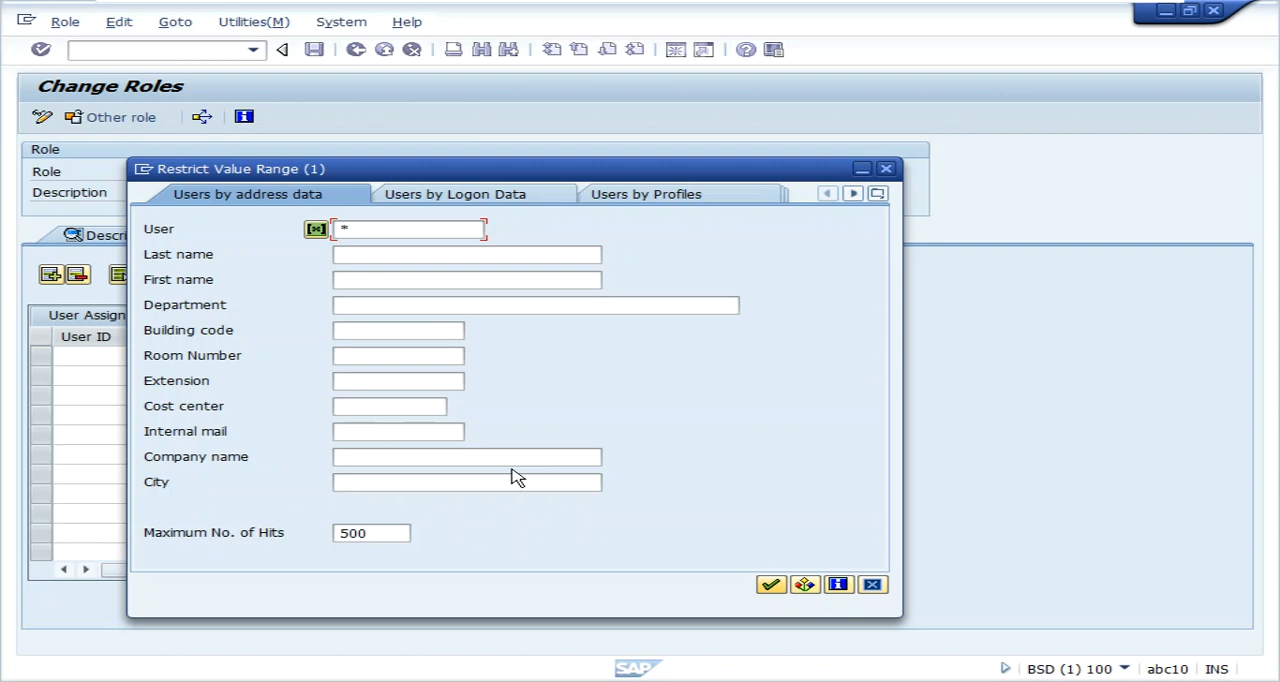 Role Edit Goto Utilities(M) System Help
Change Roles
Other role
Role
Role
Description
Restrict Value Range (1)
Users by address data Users by Logon Data Users by Profiles
Descri
User Assign
User ID
User *
Last name
First name
Department
Building code
Room Number
Extension
Cost center
Internal mail
Company name
City
Maximum No. of Hits 500
SAP BSD (1) 100 abc10 INS